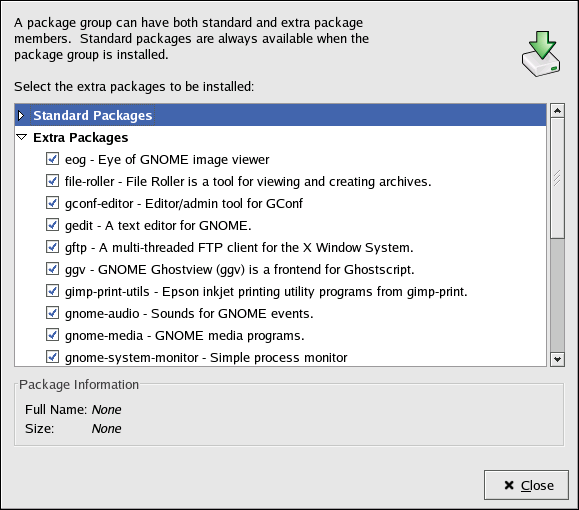 A package group can have both standard and extra package
members.  Standard packages are always available when the
package group is installed.
Select the extra packages to be installed:
Standard Packages
Extra Packages
eog - Eye of GNOME image viewer
file-roller - File Roller is a tool for viewing and creating archives.
gconf-editor - Editor/admin tool for GConf
gedit - A text editor for GNOME.
gftp - A multi-threaded FTP client for the X Window System.
ggv - GNOME Ghostview (ggv) is a frontend for Ghostscript.
gimp-print-utils - Epson inkjet printing utility programs from gimp-print.
gnome-audio - Sounds for GNOME events.
gnome-media - GNOME media programs.
gnome-system-monitor - Simple process monitor
Package Information
Full Name: None
Size: None
Close